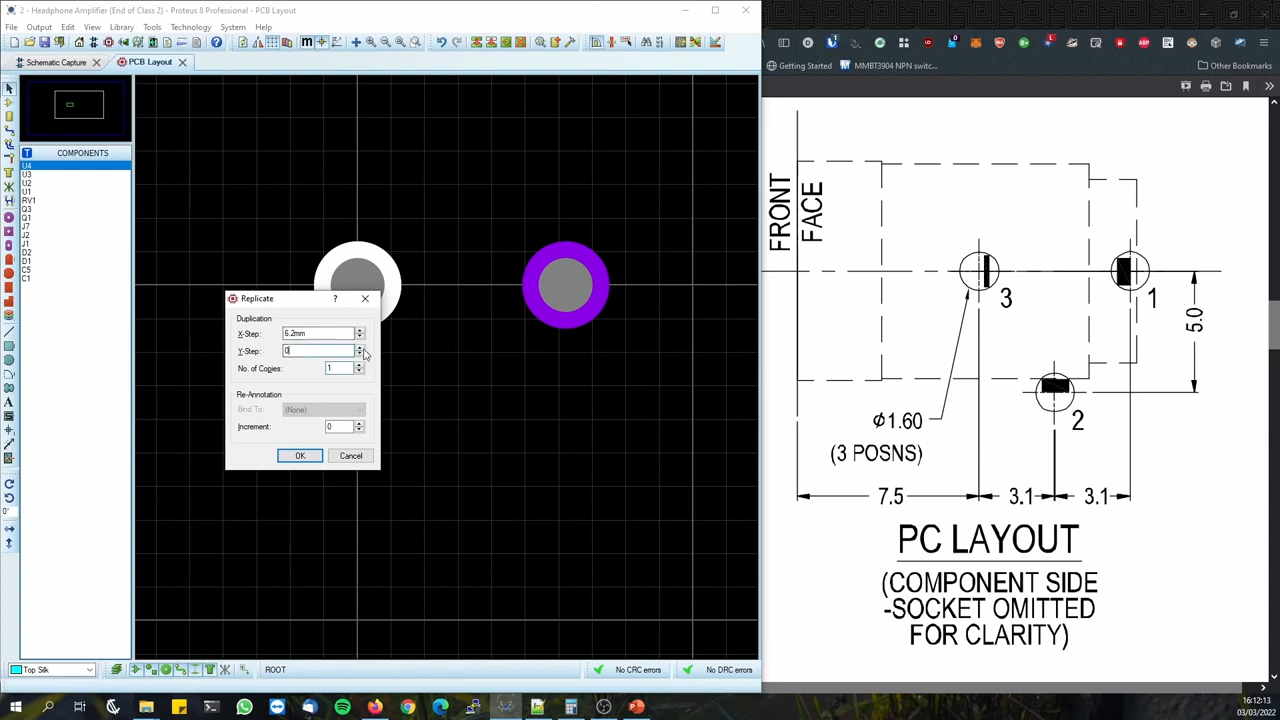 2 - Headphone Amplifier (End of Class 2) - Proteus 8 Professional - PCB Layout
File Output Edit View Library Tools Technology System Help
Schematic Capture
PCB Layout
Getting Started
MMBT3904 NPN switc...
Other Bookmarks
COMPONENTS
U4
U3
U2
U1
RV1
Q3
Q1
J7
J2
J1
D2
D1
C5
C1
0°
Replicate
Duplication
X-Step: 6.2mm
Y-Step: 0
No. of Copies: 1
Re-Annotation
Bind To: (None)
Increment: 0
OK Cancel
FRONT
FACE
3
1
5.0
2
Φ1.60
(3 POSNS)
7.5
3.1
3.1
PC LAYOUT
(COMPONENT SIDE
-SOCKET OMITTED
FOR CLARITY)
Top Silk
ROOT
No CRC errors
No DRC errors
16:12:13
03/03/2022